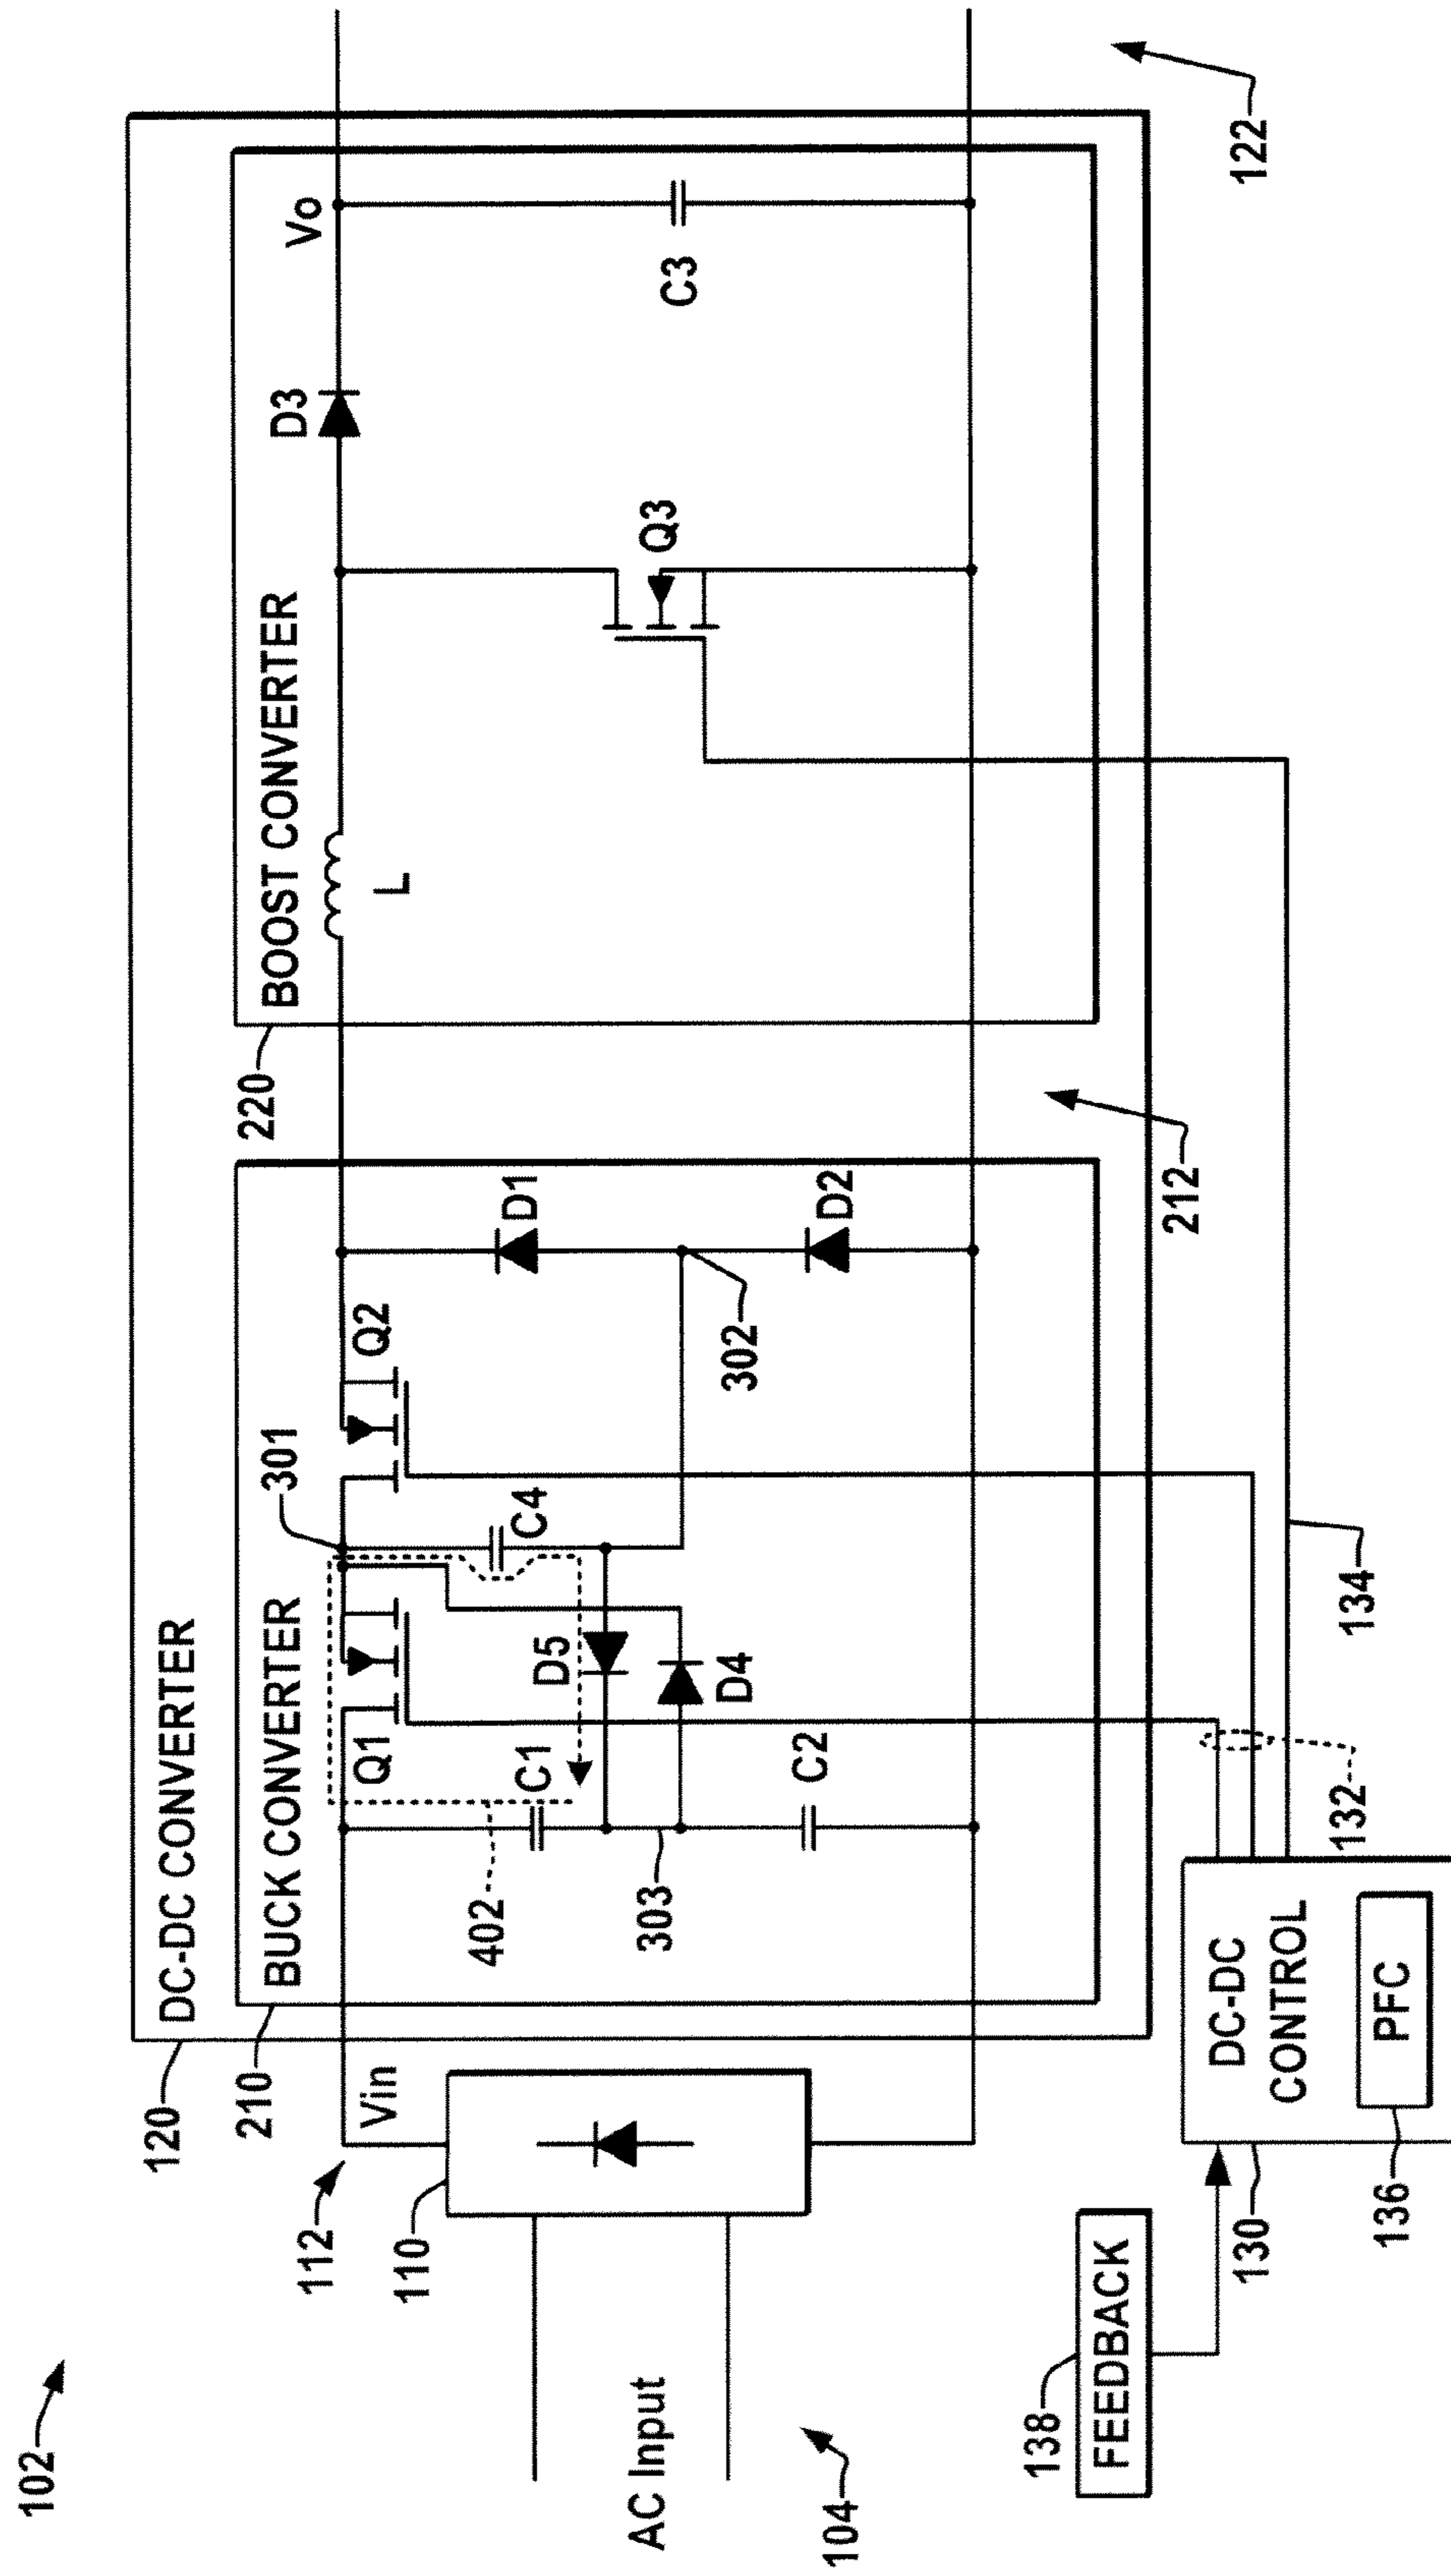 102
120
DC-DC CONVERTER
210
BUCK CONVERTER
220
BOOST CONVERTER
112
Vin
Q1
301
Q2
L
D3
Vo
110
402
C1
D5
C4
D1
Q3
C3
303
D4
302
AC Input
C2
D2
104
212
122
138
FEEDBACK
130
DC-DC
CONTROL
132
134
136
PFC